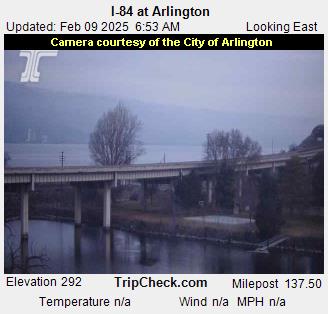 I-84 at Arlington
Updated: Feb 09 2025 6:53 AM Looking East
Camera courtesy of the City of Arlington
Elevation 292 TripCheck.com Milepost 137.50
Temperature n/a Wind n/a MPH n/a